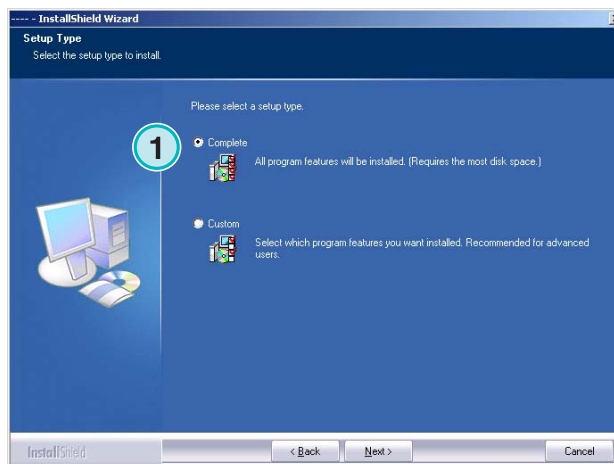 ---- - InstallShield Wizard
Setup Type
Select the setup type to install.
Please select a setup type.
1
Complete
All program features will be installed. (Requires the most disk space.)
Custom
Select which program features you want installed. Recommended for advanced
users.
InstallShield
< Back
Next >
Cancel